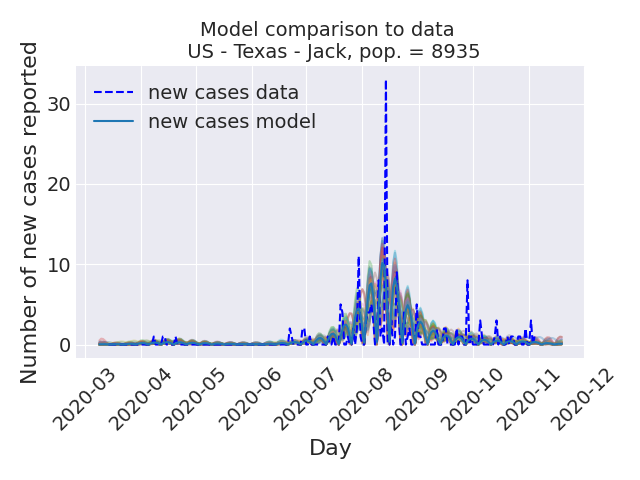 Model comparison to data
US - Texas - Jack, pop. = 8935
Number of new cases reported
new cases data
new cases model
30
20
10
0
2020-03
2020-04
2020-05
2020-06
2020-07
2020-08
2020-09
2020-10
2020-11
2020-12
Day